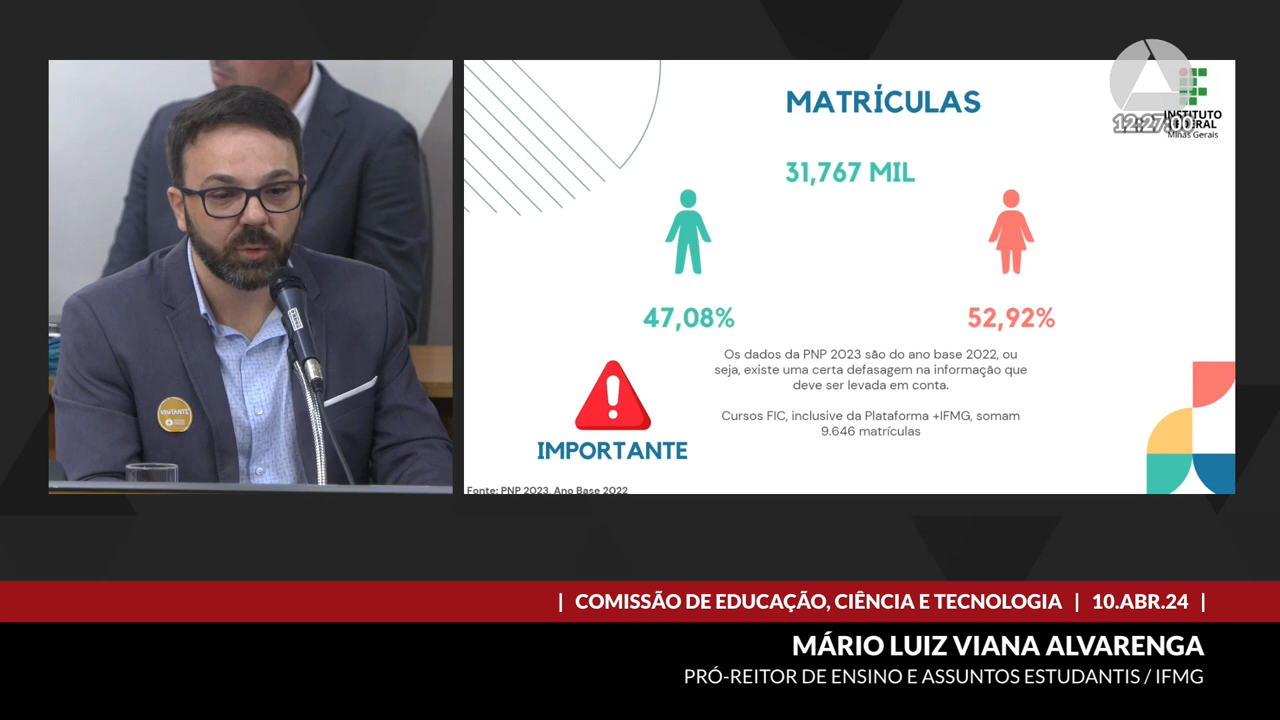 MATRÍCULAS
INSTITUTO
FEDERAL
Minas Gerais
12:27:00
31,767 MIL
47,08%
52,92%
Os dados da PNP 2023 são do ano base 2022, ou
seja, existe uma certa defasagem na informação que
deve ser levada em conta.
Cursos FIC, inclusive da Plataforma +IFMG, somam
9.646 matrículas
IMPORTANTE
Fonte: PNP 2023, Ano Base 2022
VISITANTE
| COMISSÃO DE EDUCAÇÃO, CIÊNCIA E TECNOLOGIA | 10.ABR.24 |
MÁRIO LUIZ VIANA ALVARENGA
PRÓ-REITOR DE ENSINO E ASSUNTOS ESTUDANTIS / IFMG